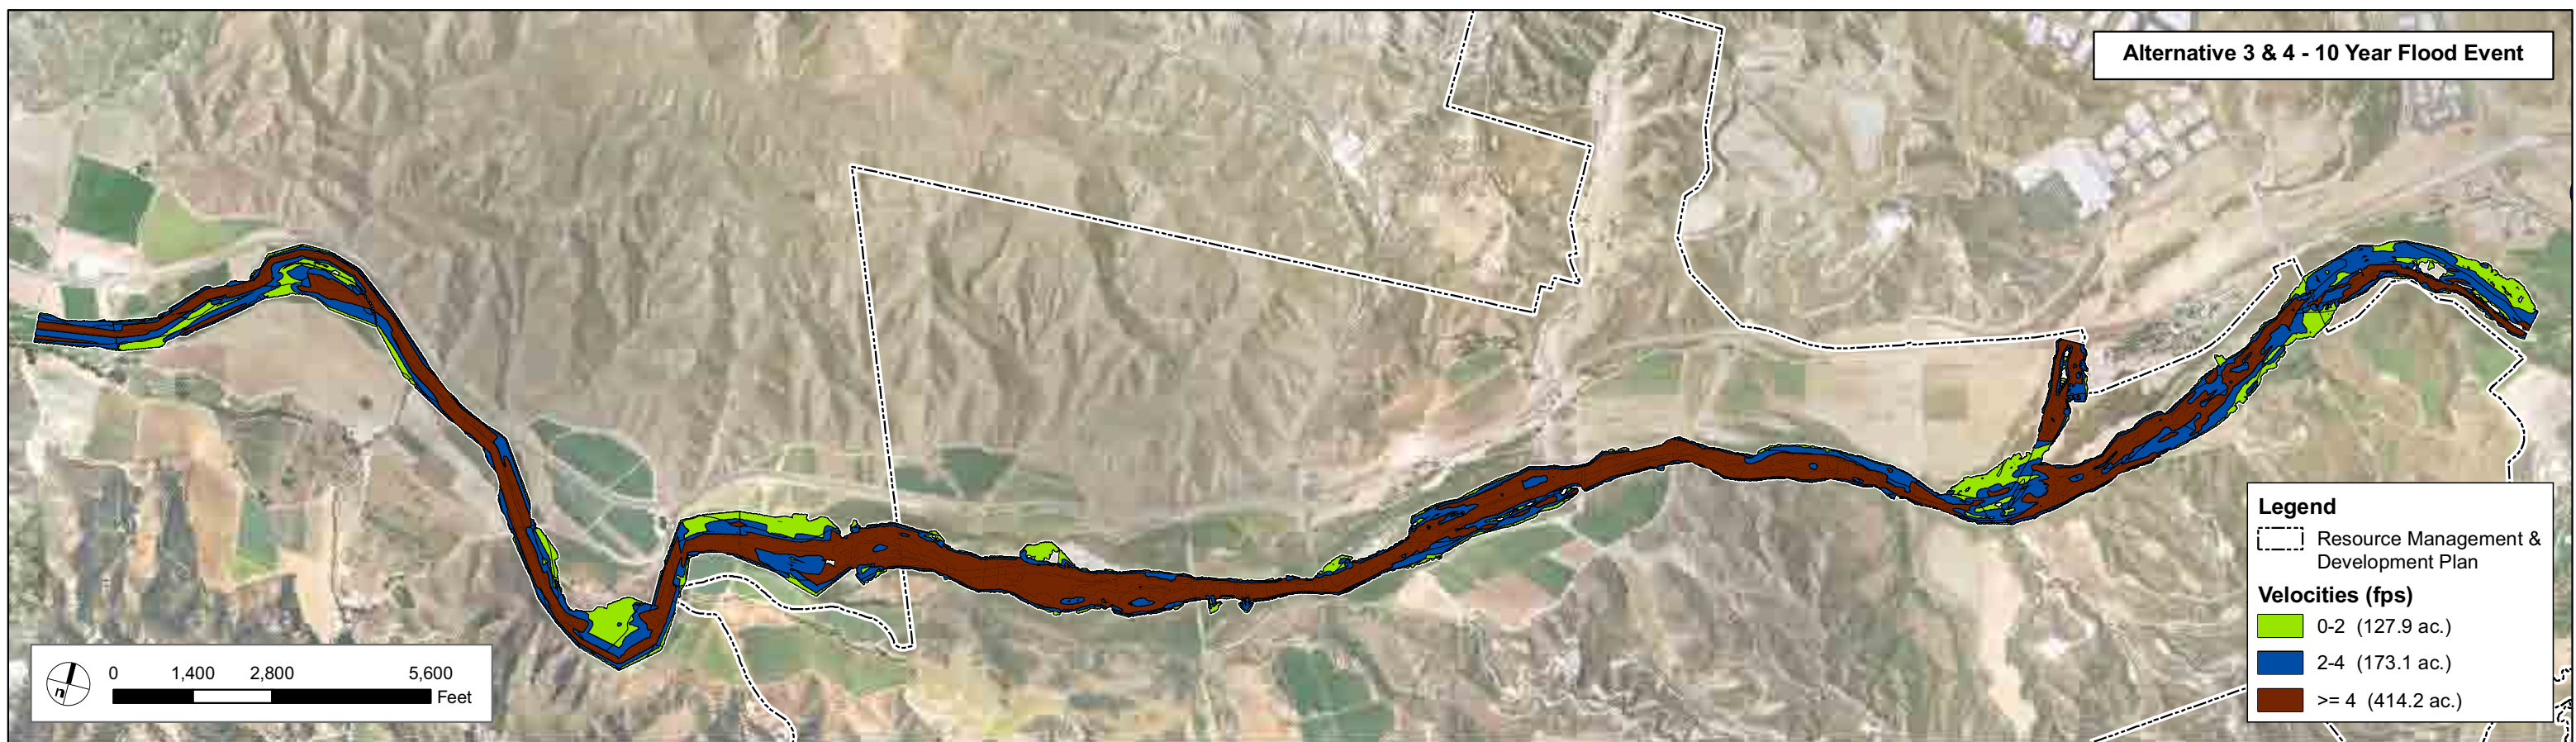 Alternative 3 & 4 - 10 Year Flood Event
Legend
Resource Management &
Development Plan
Velocities (fps)
0-2 (127.9 ac.)
2-4 (173.1 ac.)
>= 4 (414.2 ac.)
n
0 1,400 2,800 5,600
Feet